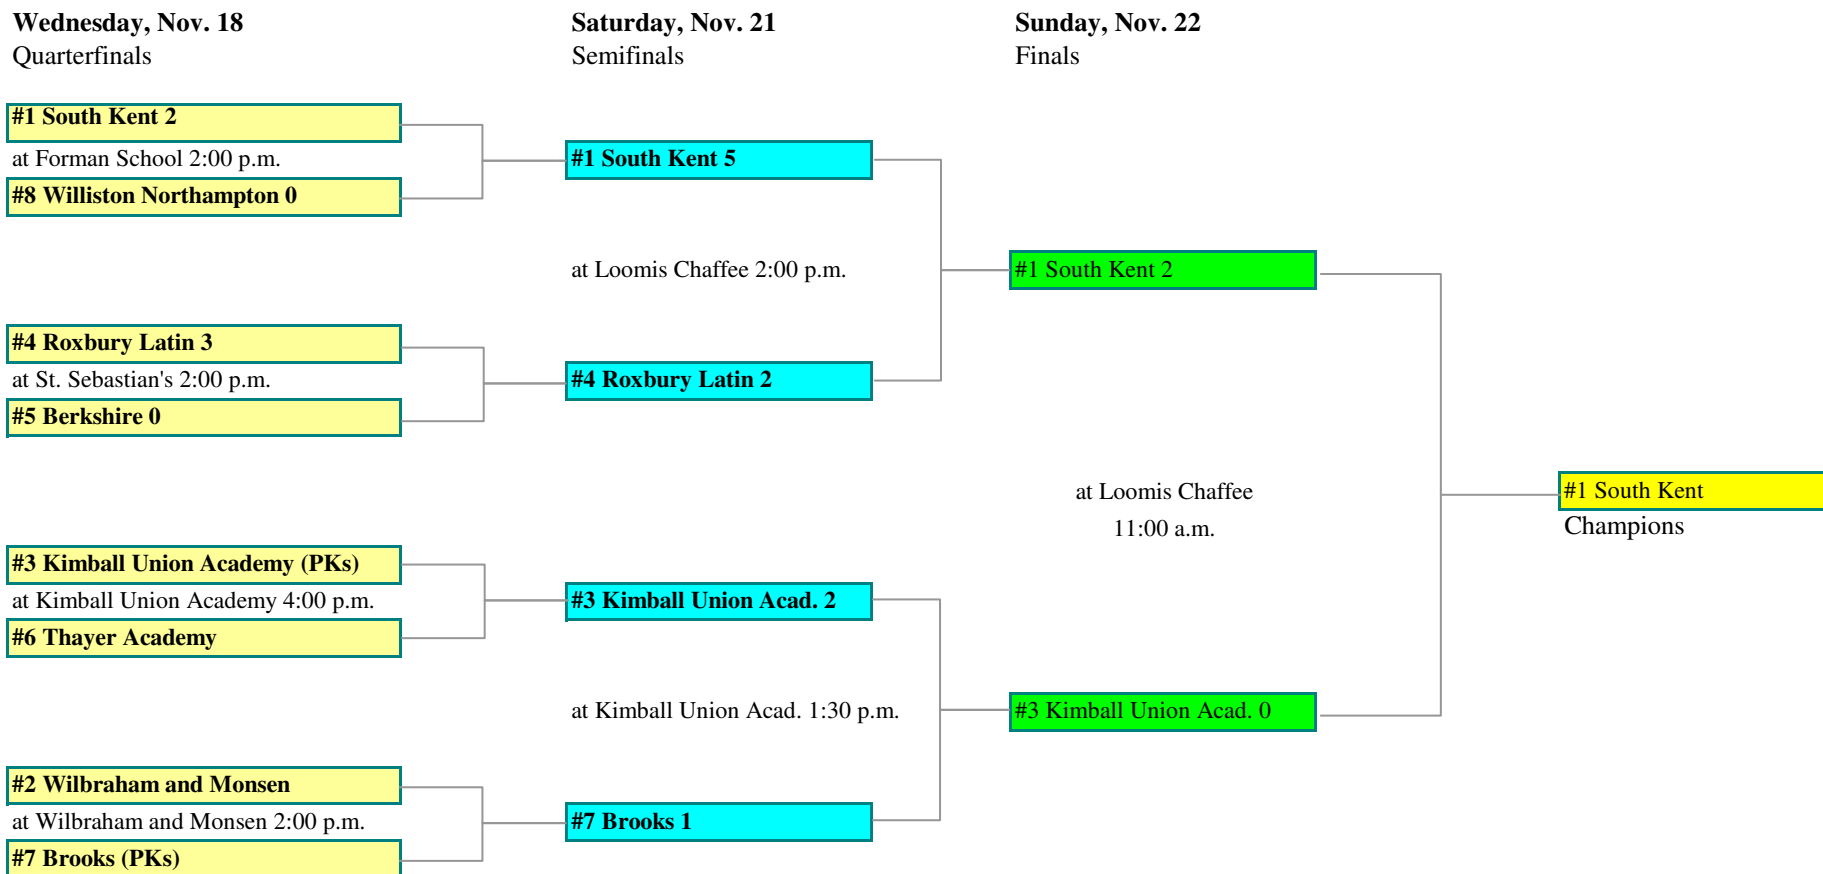 Wednesday, Nov. 18
Quarterfinals
Saturday, Nov. 21
Semifinals
Sunday, Nov. 22
Finals
#1 South Kent 2
at Forman School 2:00 p.m.
#8 Williston Northampton 0
#1 South Kent 5
at Loomis Chaffee 2:00 p.m.
#4 Roxbury Latin 3
at St. Sebastian's 2:00 p.m.
#5 Berkshire 0
#4 Roxbury Latin 2
#1 South Kent 2
at Loomis Chaffee
11:00 a.m.
#1 South Kent
Champions
#3 Kimball Union Academy (PKs)
at Kimball Union Academy 4:00 p.m.
#6 Thayer Academy
#3 Kimball Union Acad. 2
at Kimball Union Acad. 1:30 p.m.
#3 Kimball Union Acad. 0
#2 Wilbraham and Monsen
at Wilbraham and Monsen 2:00 p.m.
#7 Brooks (PKs)
#7 Brooks 1